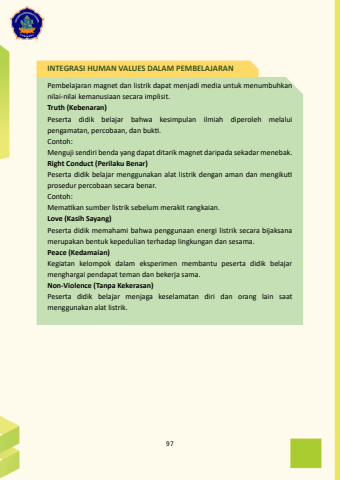 INTEGRASI HUMAN VALUES DALAM PEMBELAJARAN
Pembelajaran magnet dan listrik dapat menjadi media untuk menumbuhkan
nilai-nilai kemanusiaan secara implisit.
Truth (Kebenaran)
Peserta didik belajar bahwa kesimpulan ilmiah diperoleh melalui
pengamatan, percobaan, dan bukti.
Contoh:
Menguji sendiri benda yang dapat ditarik magnet daripada sekadar menebak.
Right Conduct (Perilaku Benar)
Peserta didik belajar menggunakan alat listrik dengan aman dan mengikuti
prosedur percobaan secara benar.
Contoh:
Mematikan sumber listrik sebelum merakit rangkaian.
Love (Kasih Sayang)
Peserta didik memahami bahwa penggunaan energi listrik secara bijaksana
merupakan bentuk kepedulian terhadap lingkungan dan sesama.
Peace (Kedamaian)
Kegiatan kelompok dalam eksperimen membantu peserta didik belajar
menghargai pendapat teman dan bekerja sama.
Non-Violence (Tanpa Kekerasan)
Peserta didik belajar menjaga keselamatan diri dan orang lain saat
menggunakan alat listrik.
97